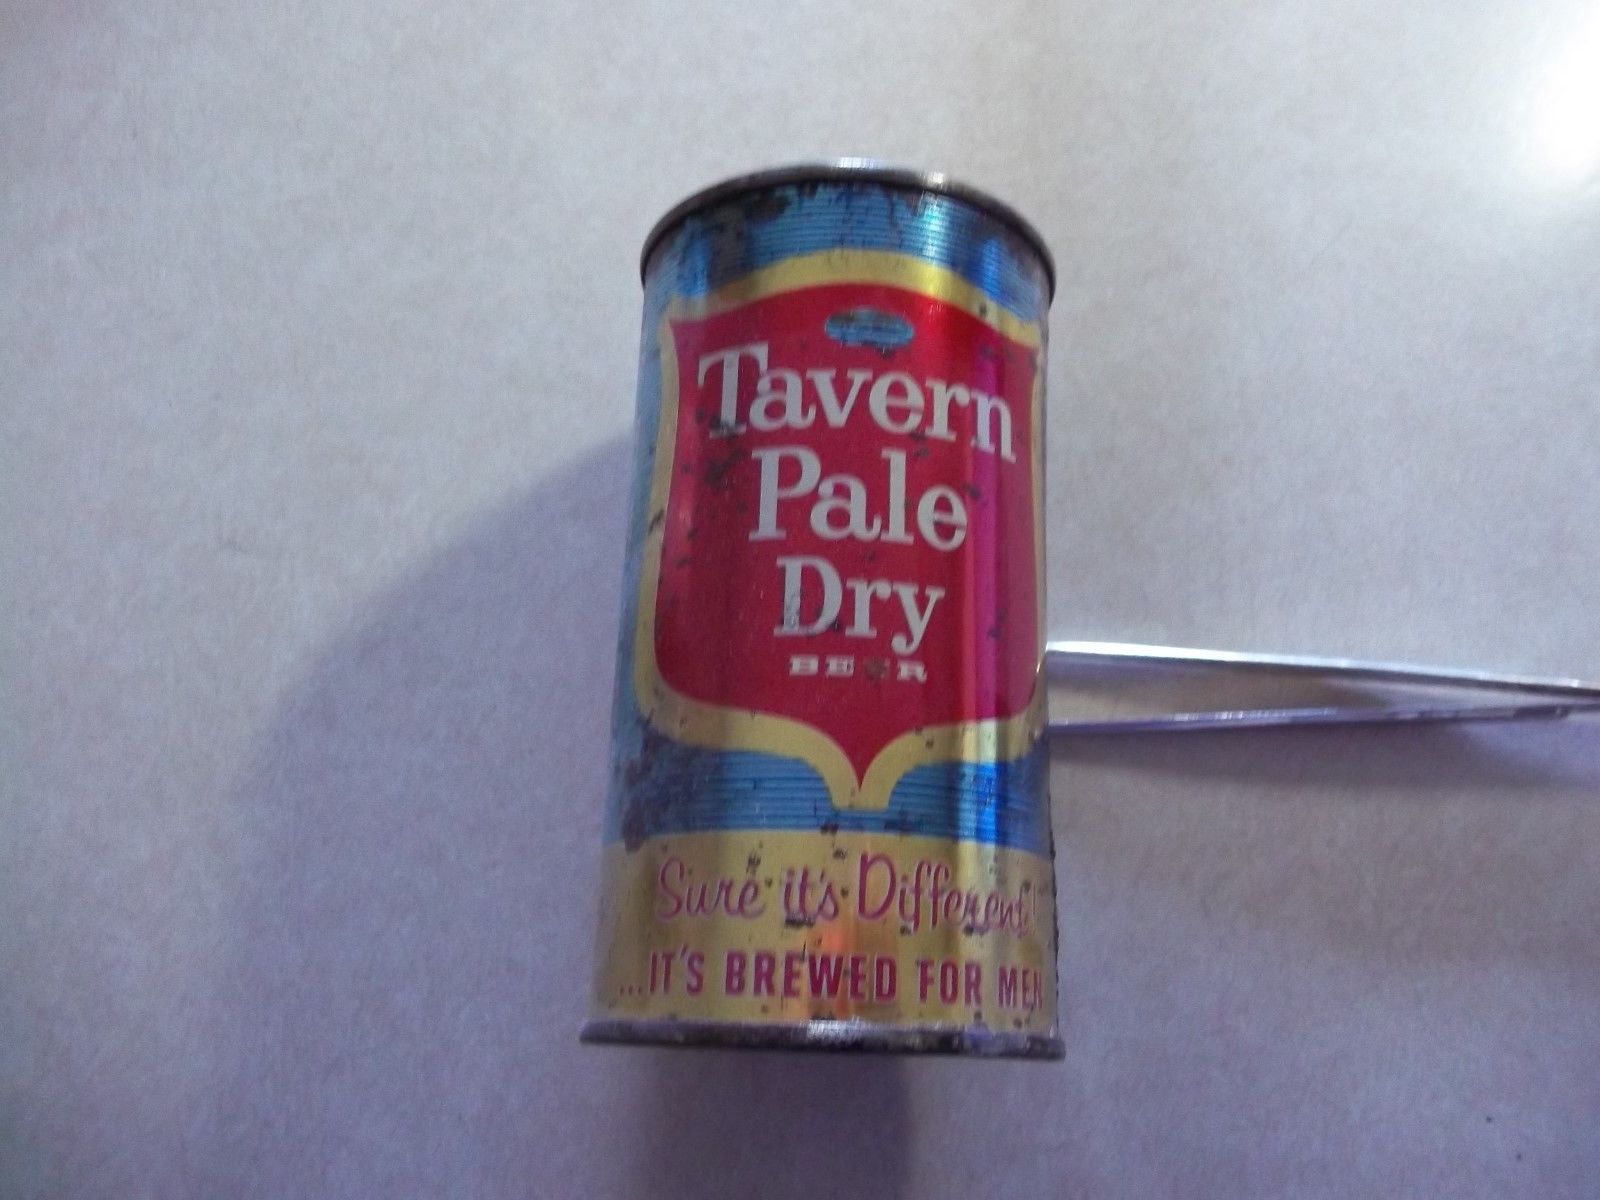 Tavern
Pale
Dry
BEER
Sure it's Different!
...IT'S BREWED FOR MEN